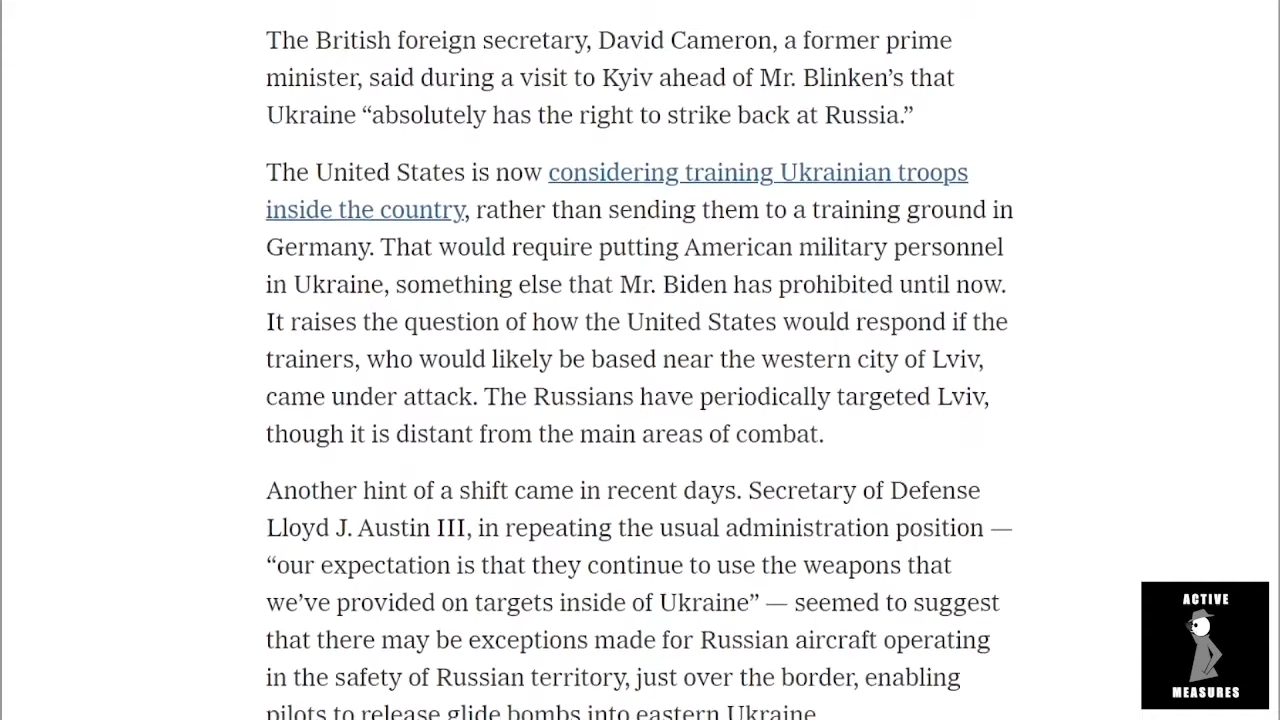 The British foreign secretary, David Cameron, a former prime
minister, said during a visit to Kyiv ahead of Mr. Blinken’s that
Ukraine “absolutely has the right to strike back at Russia.”
The United States is now considering training Ukrainian troops
inside the country, rather than sending them to a training ground in
Germany. That would require putting American military personnel
in Ukraine, something else that Mr. Biden has prohibited until now.
It raises the question of how the United States would respond if the
trainers, who would likely be based near the western city of Lviv,
came under attack. The Russians have periodically targeted Lviv,
though it is distant from the main areas of combat.
Another hint of a shift came in recent days. Secretary of Defense
Lloyd J. Austin III, in repeating the usual administration position —
“our expectation is that they continue to use the weapons that
we’ve provided on targets inside of Ukraine” — seemed to suggest
that there may be exceptions made for Russian aircraft operating
in the safety of Russian territory, just over the border, enabling
pilots to release glide bombs into eastern Ukraine
ACTIVE
MEASURES